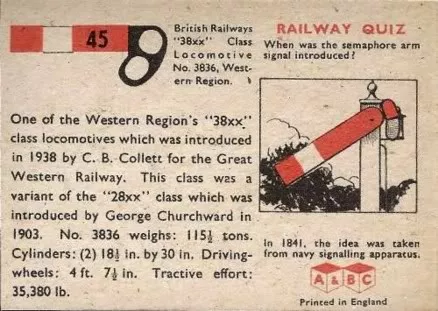 45
British Railways
"38xx" Class
Locomotive
No. 3836, West-
ern Region.
One of the Western Region's "38xx"
class locomotives which was introduced
in 1938 by C. B. Collett for the Great
Western Railway. This class was a
variant of the "28xx" class which was
introduced by George Churchward in
1903. No. 3836 weighs: 115½ tons.
Cylinders: (2) 18½ in. by 30 in. Driving-
wheels: 4 ft. 7½ in. Tractive effort:
35,380 lb.
RAILWAY QUIZ
When was the semaphore arm
signal introduced?
In 1841, the idea was taken
from navy signalling apparatus.
A & BC
Printed in England